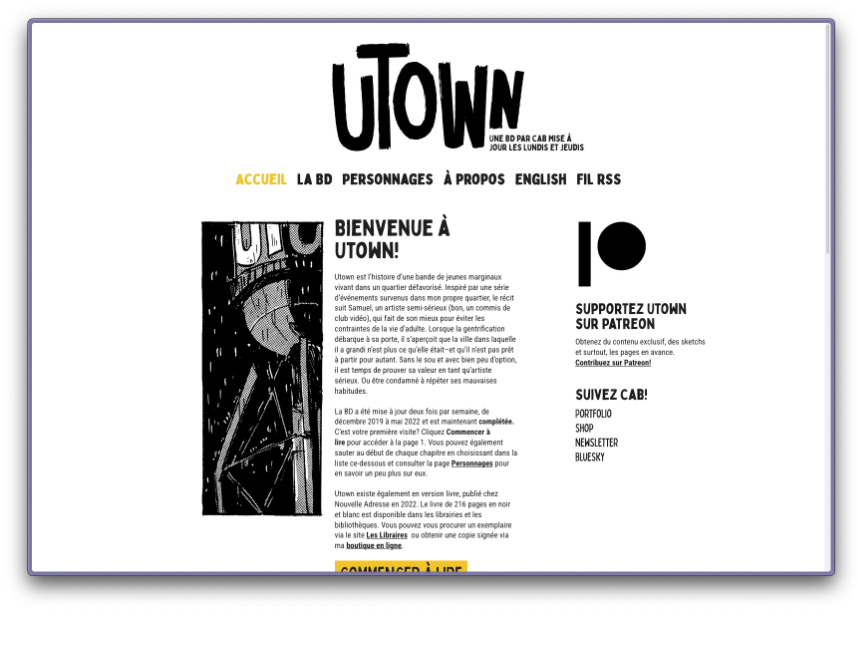 UTOWN
UNE BD PAR CAB MISE À
JOUR LES LUNDIS ET JEUDIS
ACCUEIL LA BD PERSONNAGES À PROPOS ENGLISH FIL RSS
BIENVENUE À
UTOWN!
Utown est l'histoire d'une bande de jeunes marginaux
vivant dans un quartier défavorisé. Inspiré par une série
d'événements survenus dans mon propre quartier, le récit
suit Samuel, un artiste semi-sérieux (bon, un commis de
club vidéo), qui fait de son mieux pour éviter les
contraintes de la vie d'adulte. Lorsque la gentrification
débarque à sa porte, il s'aperçoit que la ville dans laquelle
il a grandi n'est plus ce qu'elle était–et qu'il n'est pas prêt
à partir pour autant. Sans le sou et avec bien peu d'option,
il est temps de prouver sa valeur en tant qu'artiste
sérieux. Ou être condamné à répéter ses mauvaises
habitudes.
La BD a été mise à jour deux fois par semaine, de
décembre 2019 à mai 2022 et est maintenant complétée.
C'est votre première visite? Cliquez Commencer à
lire pour accéder à la page 1. Vous pouvez également
sauter au début de chaque chapitre en choisissant dans la
liste ce-dessous et consulter la page Personnages pour
en savoir un peu plus sur eux.
Utown existe également en version livre, publié chez
Nouvelle Adresse en 2022. Le livre de 216 pages en noir
et blanc est disponible dans les librairies et les
bibliothèques. Vous pouvez vous procurer un exemplaire
via le site Les Libraires ou obtenir une copie signée via
ma boutique en ligne.
COMMENCER À LIRE
SUPPORTEZ UTOWN
SUR PATREON
Obtenez du contenu exclusif, des sketchs
et surtout, les pages en avance.
Contribuez sur Patreon!
SUIVEZ CAB!
PORTFOLIO
SHOP
NEWSLETTER
BLUESKY